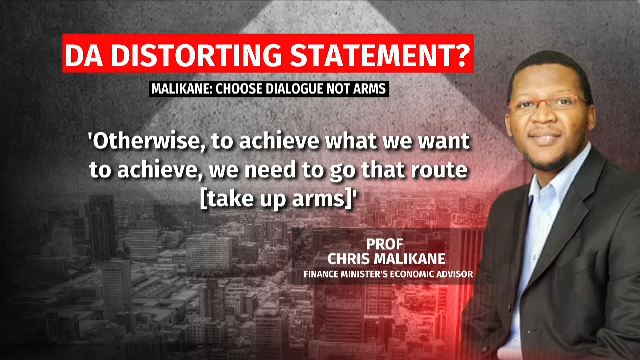 DA DISTORTING STATEMENT?
MALIKANE: CHOOSE DIALOGUE NOT ARMS
'Otherwise, to achieve what we want
to achieve, we need to go that route
[take up arms]'
PROF
CHRIS MALIKANE
FINANCE MINISTER'S ECONOMIC ADVISOR